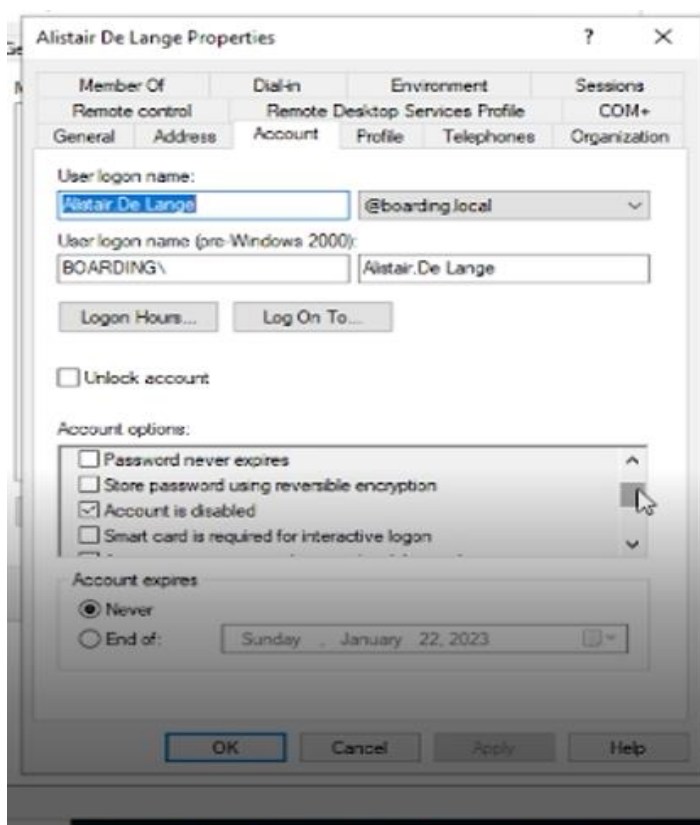 Alistair De Lange Properties ? ×
Member Of Dial-in Environment Sessions
Remote control Remote Desktop Services Profile COM+
General Address Account Profile Telephones Organization
User logon name:
Alistair.De Lange @boarding.local
User logon name (pre-Windows 2000):
BOARDING\ Alistair.De Lange
Logon Hours... Log On To...
Unlock account
Account options:
Password never expires
Store password using reversible encryption
Account is disabled
Smart card is required for interactive logon
Account expires
Never
End of: Sunday , January 22, 2023
OK Cancel Apply Help